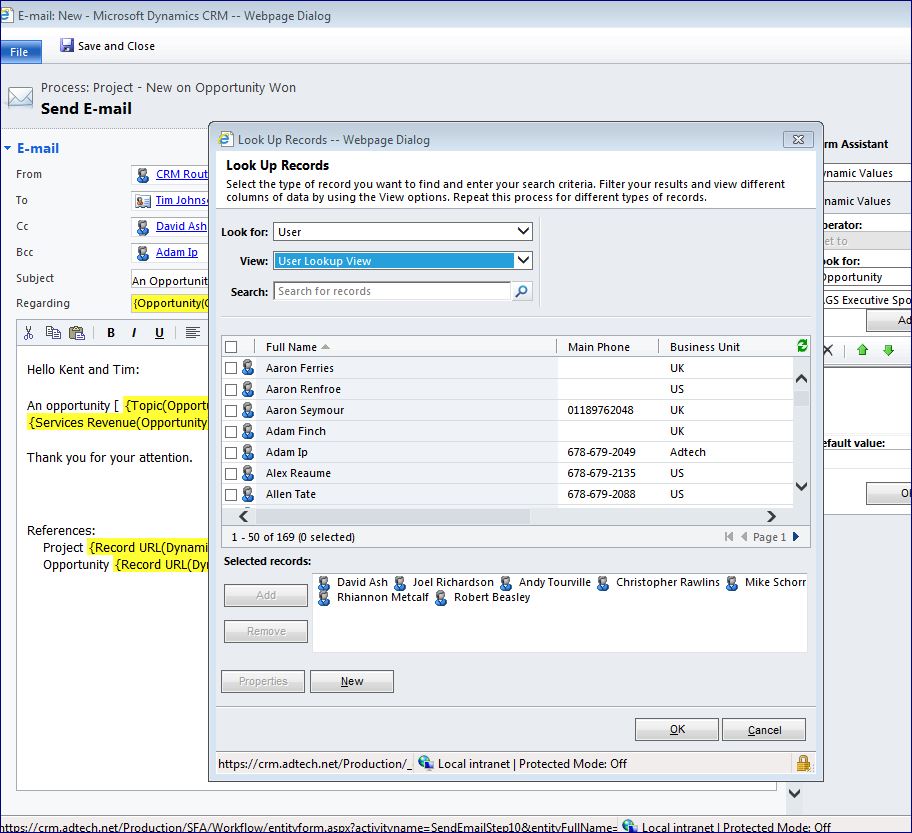 E-mail: New - Microsoft Dynamics CRM -- Webpage Dialog
File
Save and Close
Process: Project - New on Opportunity Won
Send E-mail
E-mail
From
CRM Rout
To
Tim Johns
Cc
David Ash
Bcc
Adam Ip
Subject
An Opportunit
Regarding
{Opportunity(
B I U
Hello Kent and Tim:
An opportunity [ {Topic(Opport
{Services Revenue(Opportunity
Thank you for your attention.
References:
Project {Record URL(Dynami
Opportunity {Record URL(Dy
Look Up Records -- Webpage Dialog
Look Up Records
Select the type of record you want to find and enter your search criteria. Filter your results and view different
columns of data by using the View options. Repeat this process for different types of records.
Look for: User
View: User Lookup View
Search: Search for records
Full Name Main Phone Business Unit
Aaron Ferries UK
Aaron Renfroe US
Aaron Seymour 01189762048 UK
Adam Finch UK
Adam Ip 678-679-2049 Adtech
Alex Reaume 678-679-2135 US
Allen Tate 678-679-2088 US
1 - 50 of 169 (0 selected) Page 1
Selected records:
David Ash Joel Richardson Andy Tourville Christopher Rawlins Mike Schorr
Rhiannon Metcalf Robert Beasley
Add
Remove
Properties New
OK Cancel
https://crm.adtech.net/Production/_ Local intranet | Protected Mode: Off
rm Assistant
ynamic Values
ynamic Values
perator:
et to
ook for:
Opportunity
GS Executive Spo
Ad
efault value:
O
https://crm.adtech.net/Production/SFA/Workflow/entityform.aspx?activityname=SendEmailStep10&entityFullName= Local intranet | Protected Mode: Off